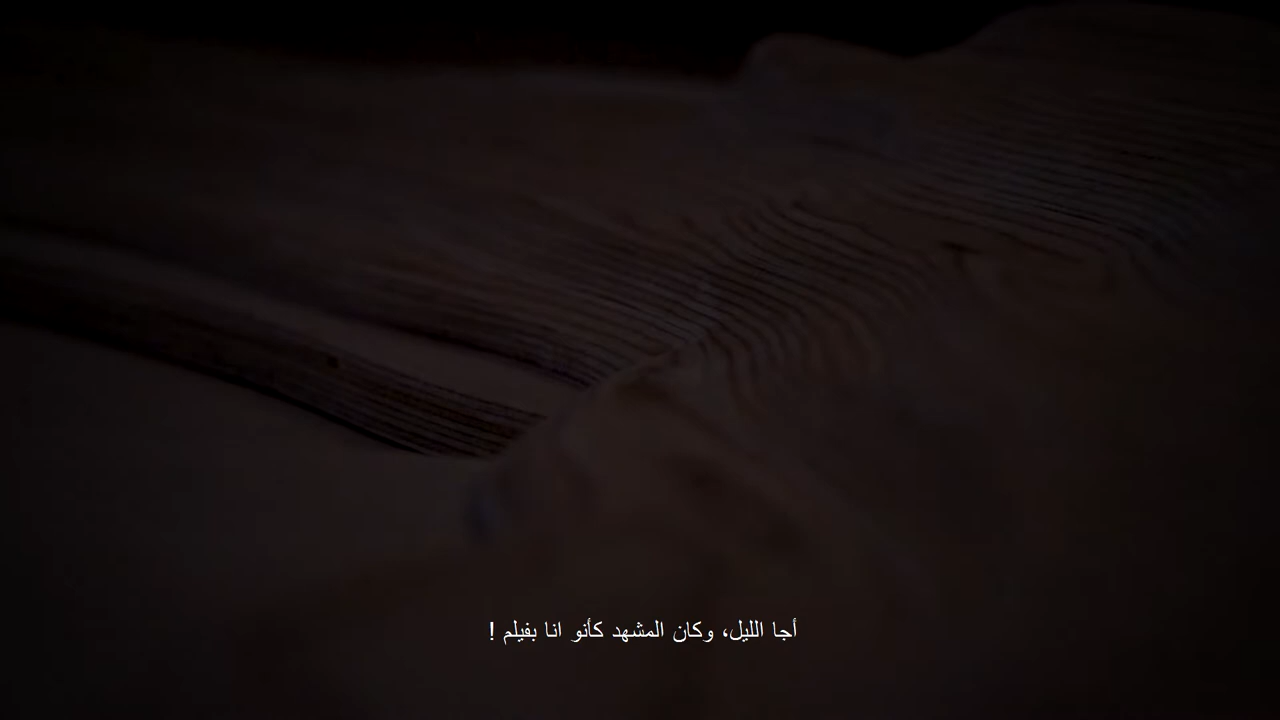 أجا الليل، وكان المشهد كأنو انا بفيلم !